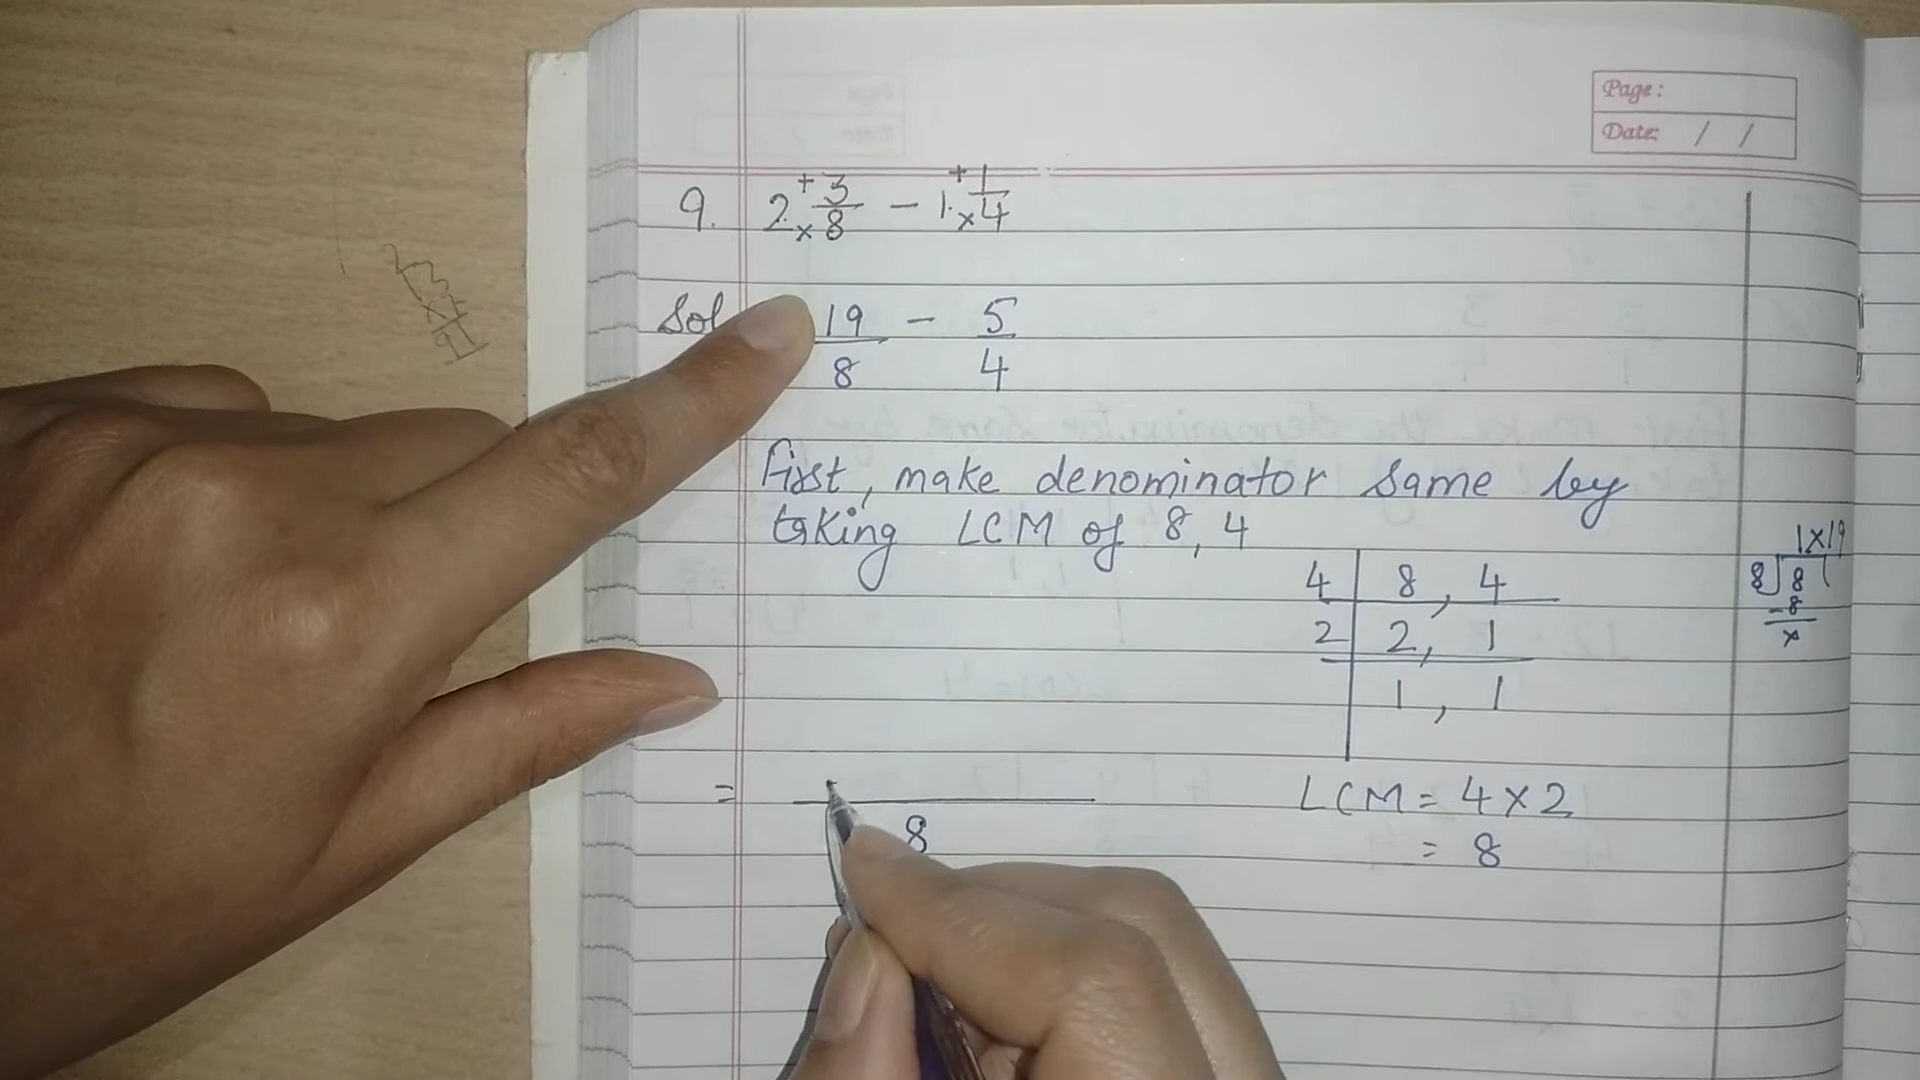 Page:
Date: / /
9. 2 3/8 - 1 1/4
+ +
× ×
Sol 19/8 - 5/4
First, make denominator same by
taking LCM of 8, 4
4 | 8, 4
2 | 2, 1
1, 1
LCM = 4 × 2
= 8
= 
8
1×19
8 8
-8
×